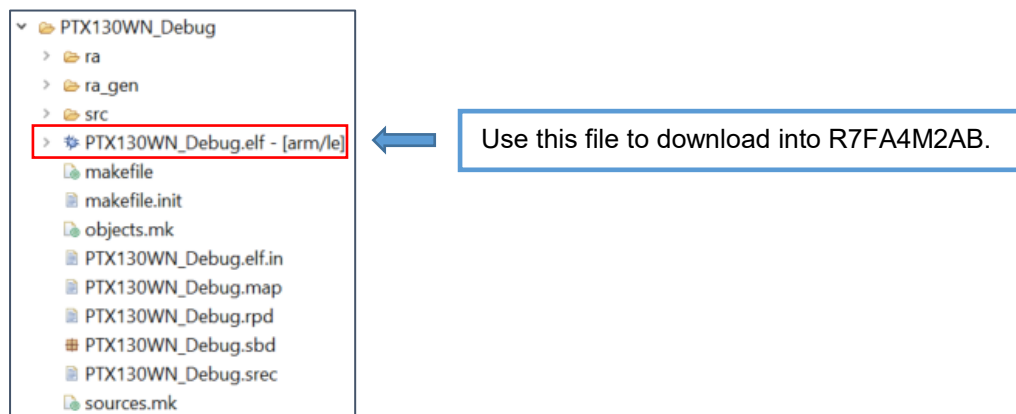 PTX130WN_Debug
ra
ra_gen
src
PTX130WN_Debug.elf - [arm/le]
Use this file to download into R7FA4M2AB.
makefile
makefile.init
objects.mk
PTX130WN_Debug.elf.in
PTX130WN_Debug.map
PTX130WN_Debug.rpd
PTX130WN_Debug.sbd
PTX130WN_Debug.srec
sources.mk